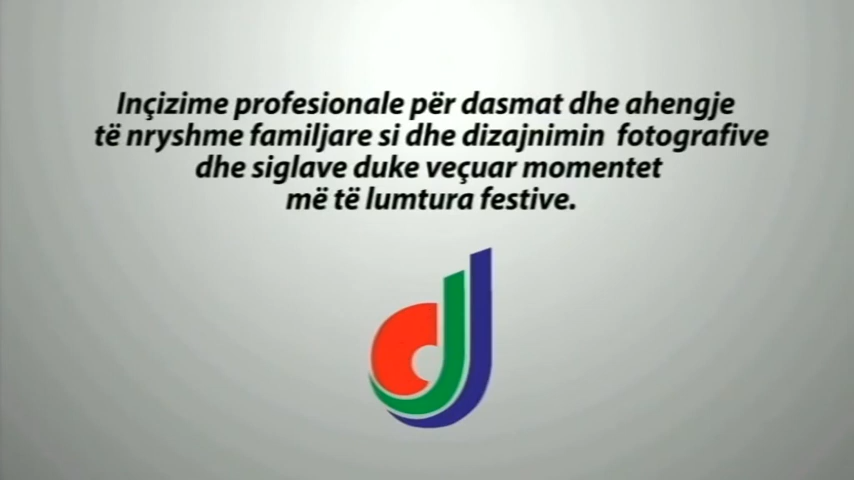 Inçizime profesionale për dasmat dhe ahengje
të nryshme familjare si dhe dizajnimin fotografive
dhe siglave duke veçuar momentet
më të lumtura festive.